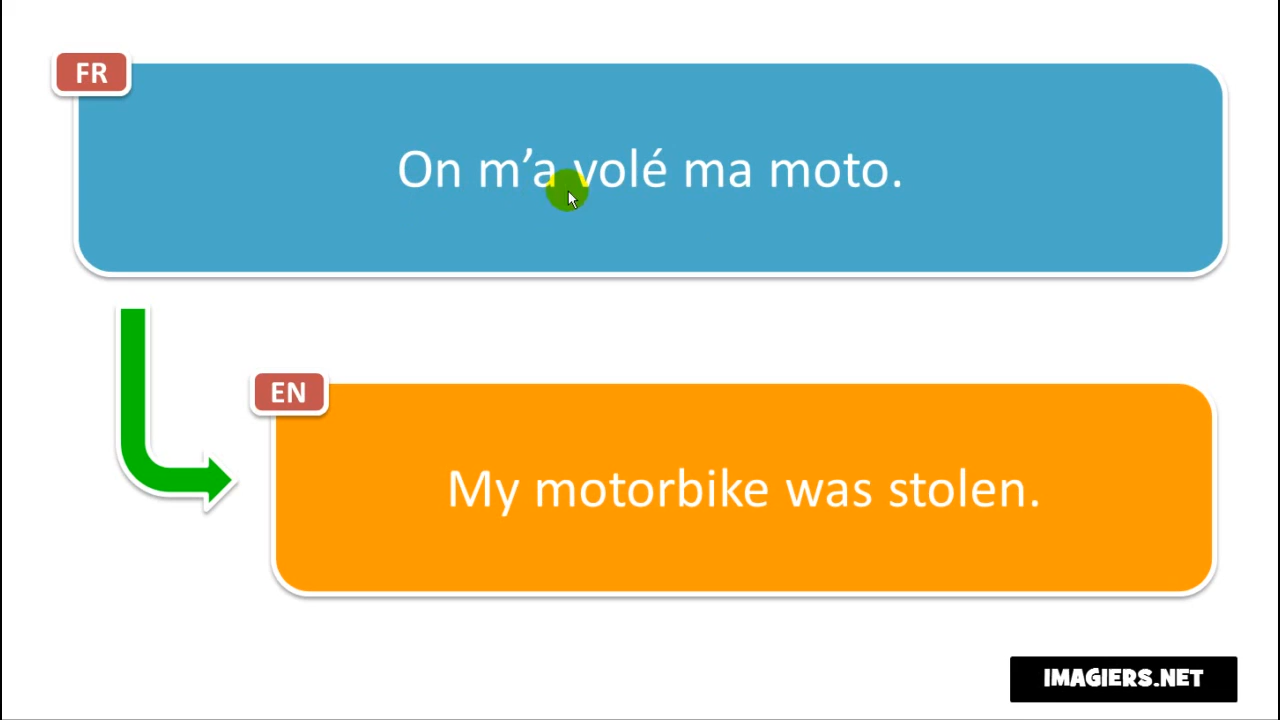 FR
On m’a volé ma moto.
EN
My motorbike was stolen.
IMAGIERS.NET